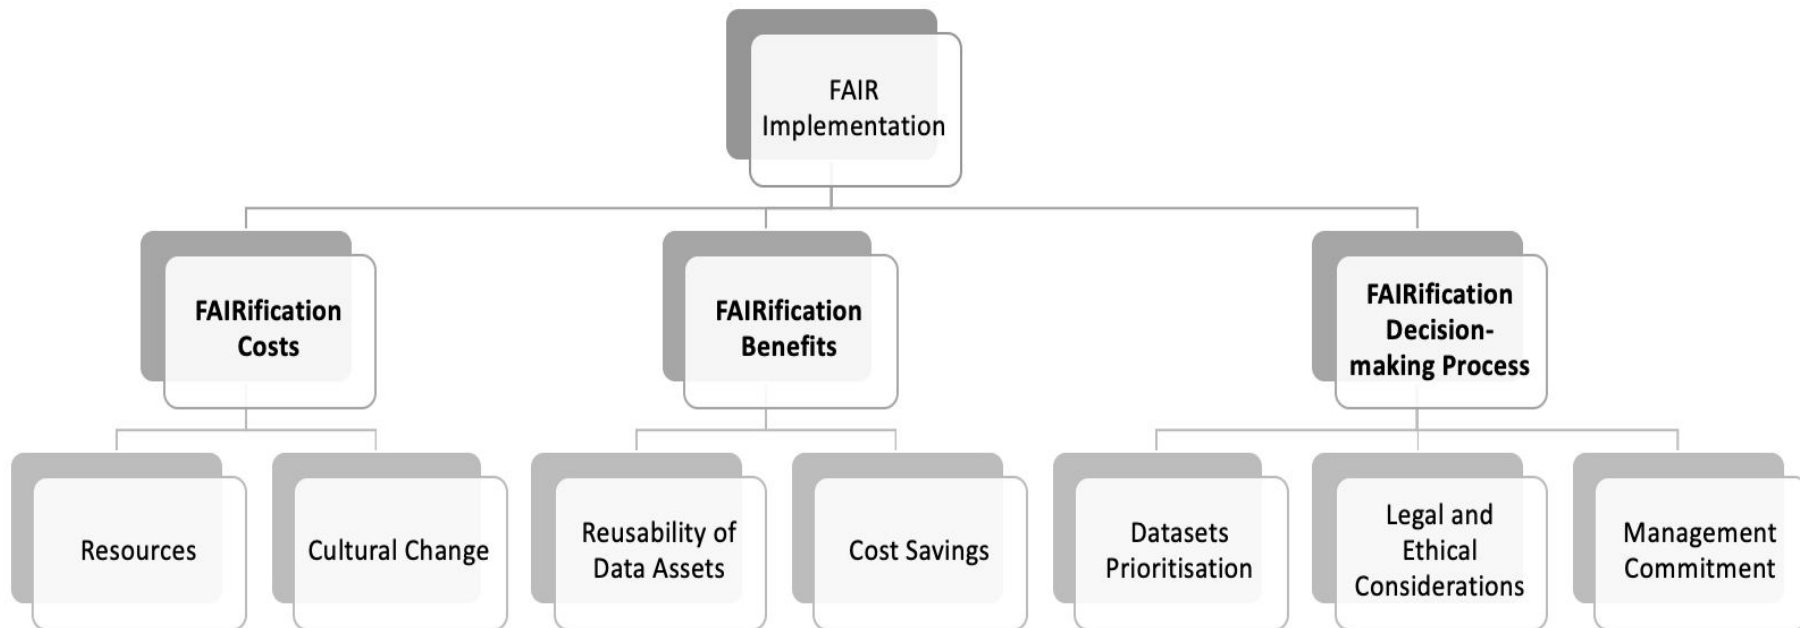 FAIR
Implementation
FAIRification
Costs
FAIRification
Benefits
FAIRification
Decision-
making Process
Resources
Cultural Change
Reusability of
Data Assets
Cost Savings
Datasets
Prioritisation
Legal and
Ethical
Considerations
Management
Commitment